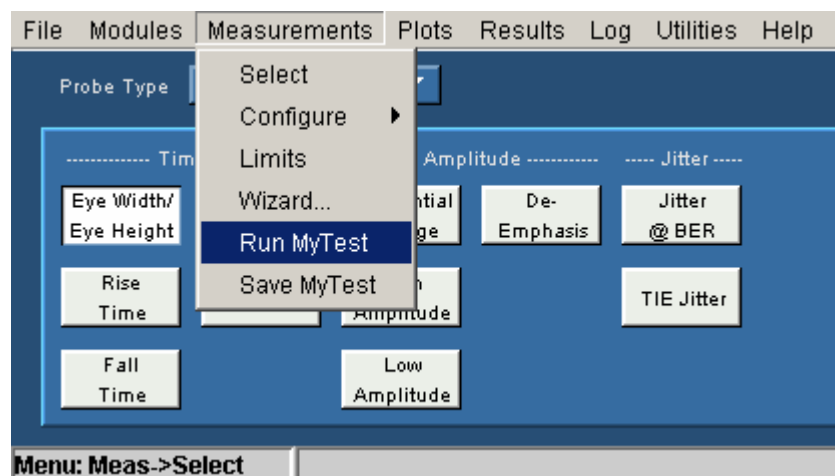 File Modules Measurements Plots Results Log Utilities Help
Probe Type
Select
Configure
Limits
Wizard...
Run MyTest
Save MyTest
-------------- Tim
Amplitude ------------
----- Jitter -----
Eye Width/
Eye Height
De-
Emphasis
Jitter
@ BER
Rise
Time
Amplitude
TIE Jitter
Fall
Time
Low
Amplitude
Menu: Meas->Select